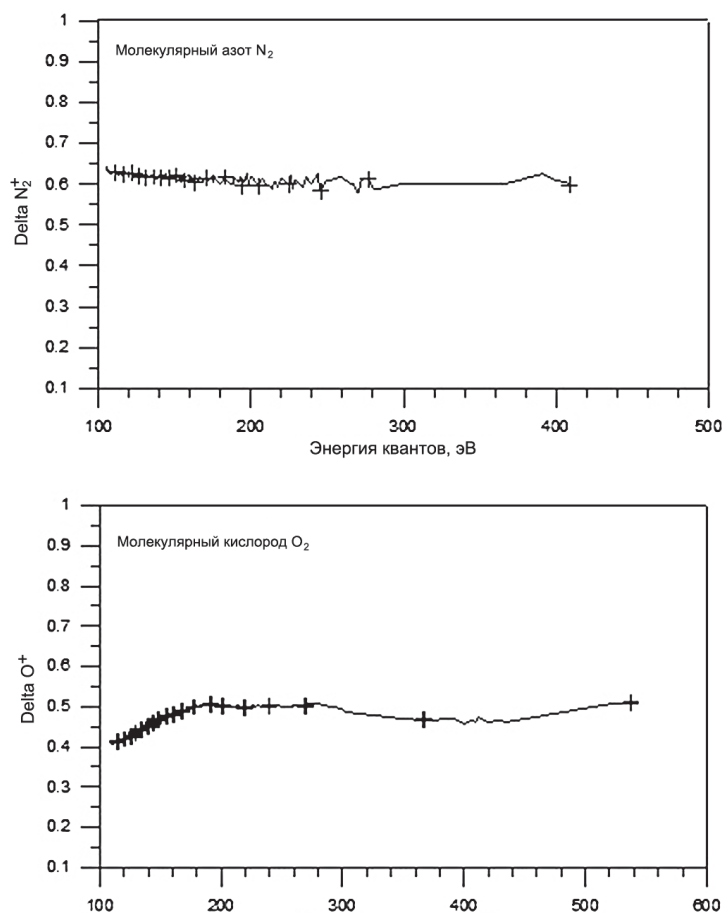 1
Молекулярный азот N₂
0.9
0.8
0.7
0.6
Delta N₂⁺
0.5
0.4
0.3
0.2
0.1
100 200 300 400 500
Энергия квантов, эВ
1
Молекулярный кислород O₂
0.9
0.8
0.7
0.6
Delta O⁺
0.5
0.4
0.3
0.2
0.1
100 200 300 400 500 600